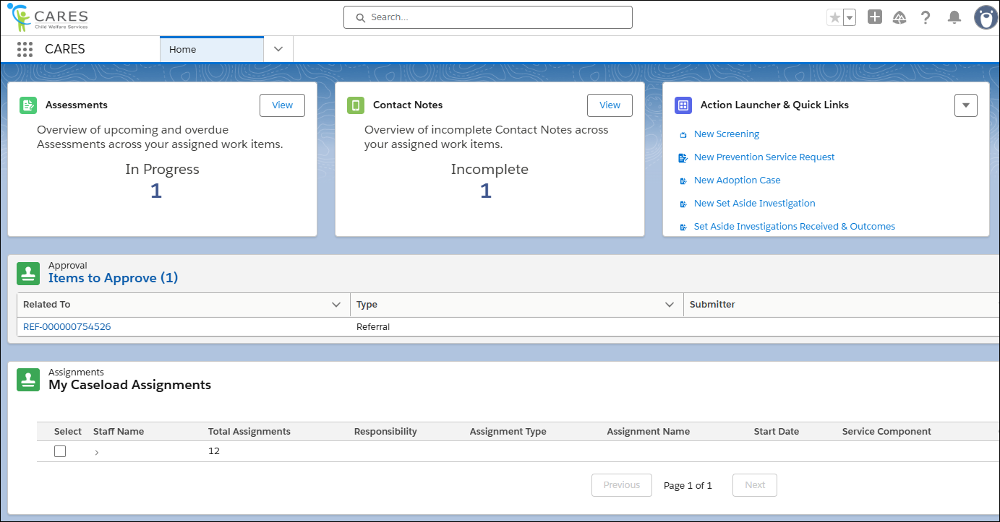 CARES
Child Welfare Services
Search...
CARES
Home
Assessments
View
Overview of upcoming and overdue
Assessments across your assigned work items.
In Progress
1
Contact Notes
View
Overview of incomplete Contact Notes across
your assigned work items.
Incomplete
1
Action Launcher & Quick Links
New Screening
New Prevention Service Request
New Adoption Case
New Set Aside Investigation
Set Aside Investigations Received & Outcomes
Approval
Items to Approve (1)
Related To Type Submitter
REF-000000754526 Referral
Assignments
My Caseload Assignments
Select Staff Name Total Assignments Responsibility Assignment Type Assignment Name Start Date Service Component
12
Previous Page 1 of 1 Next